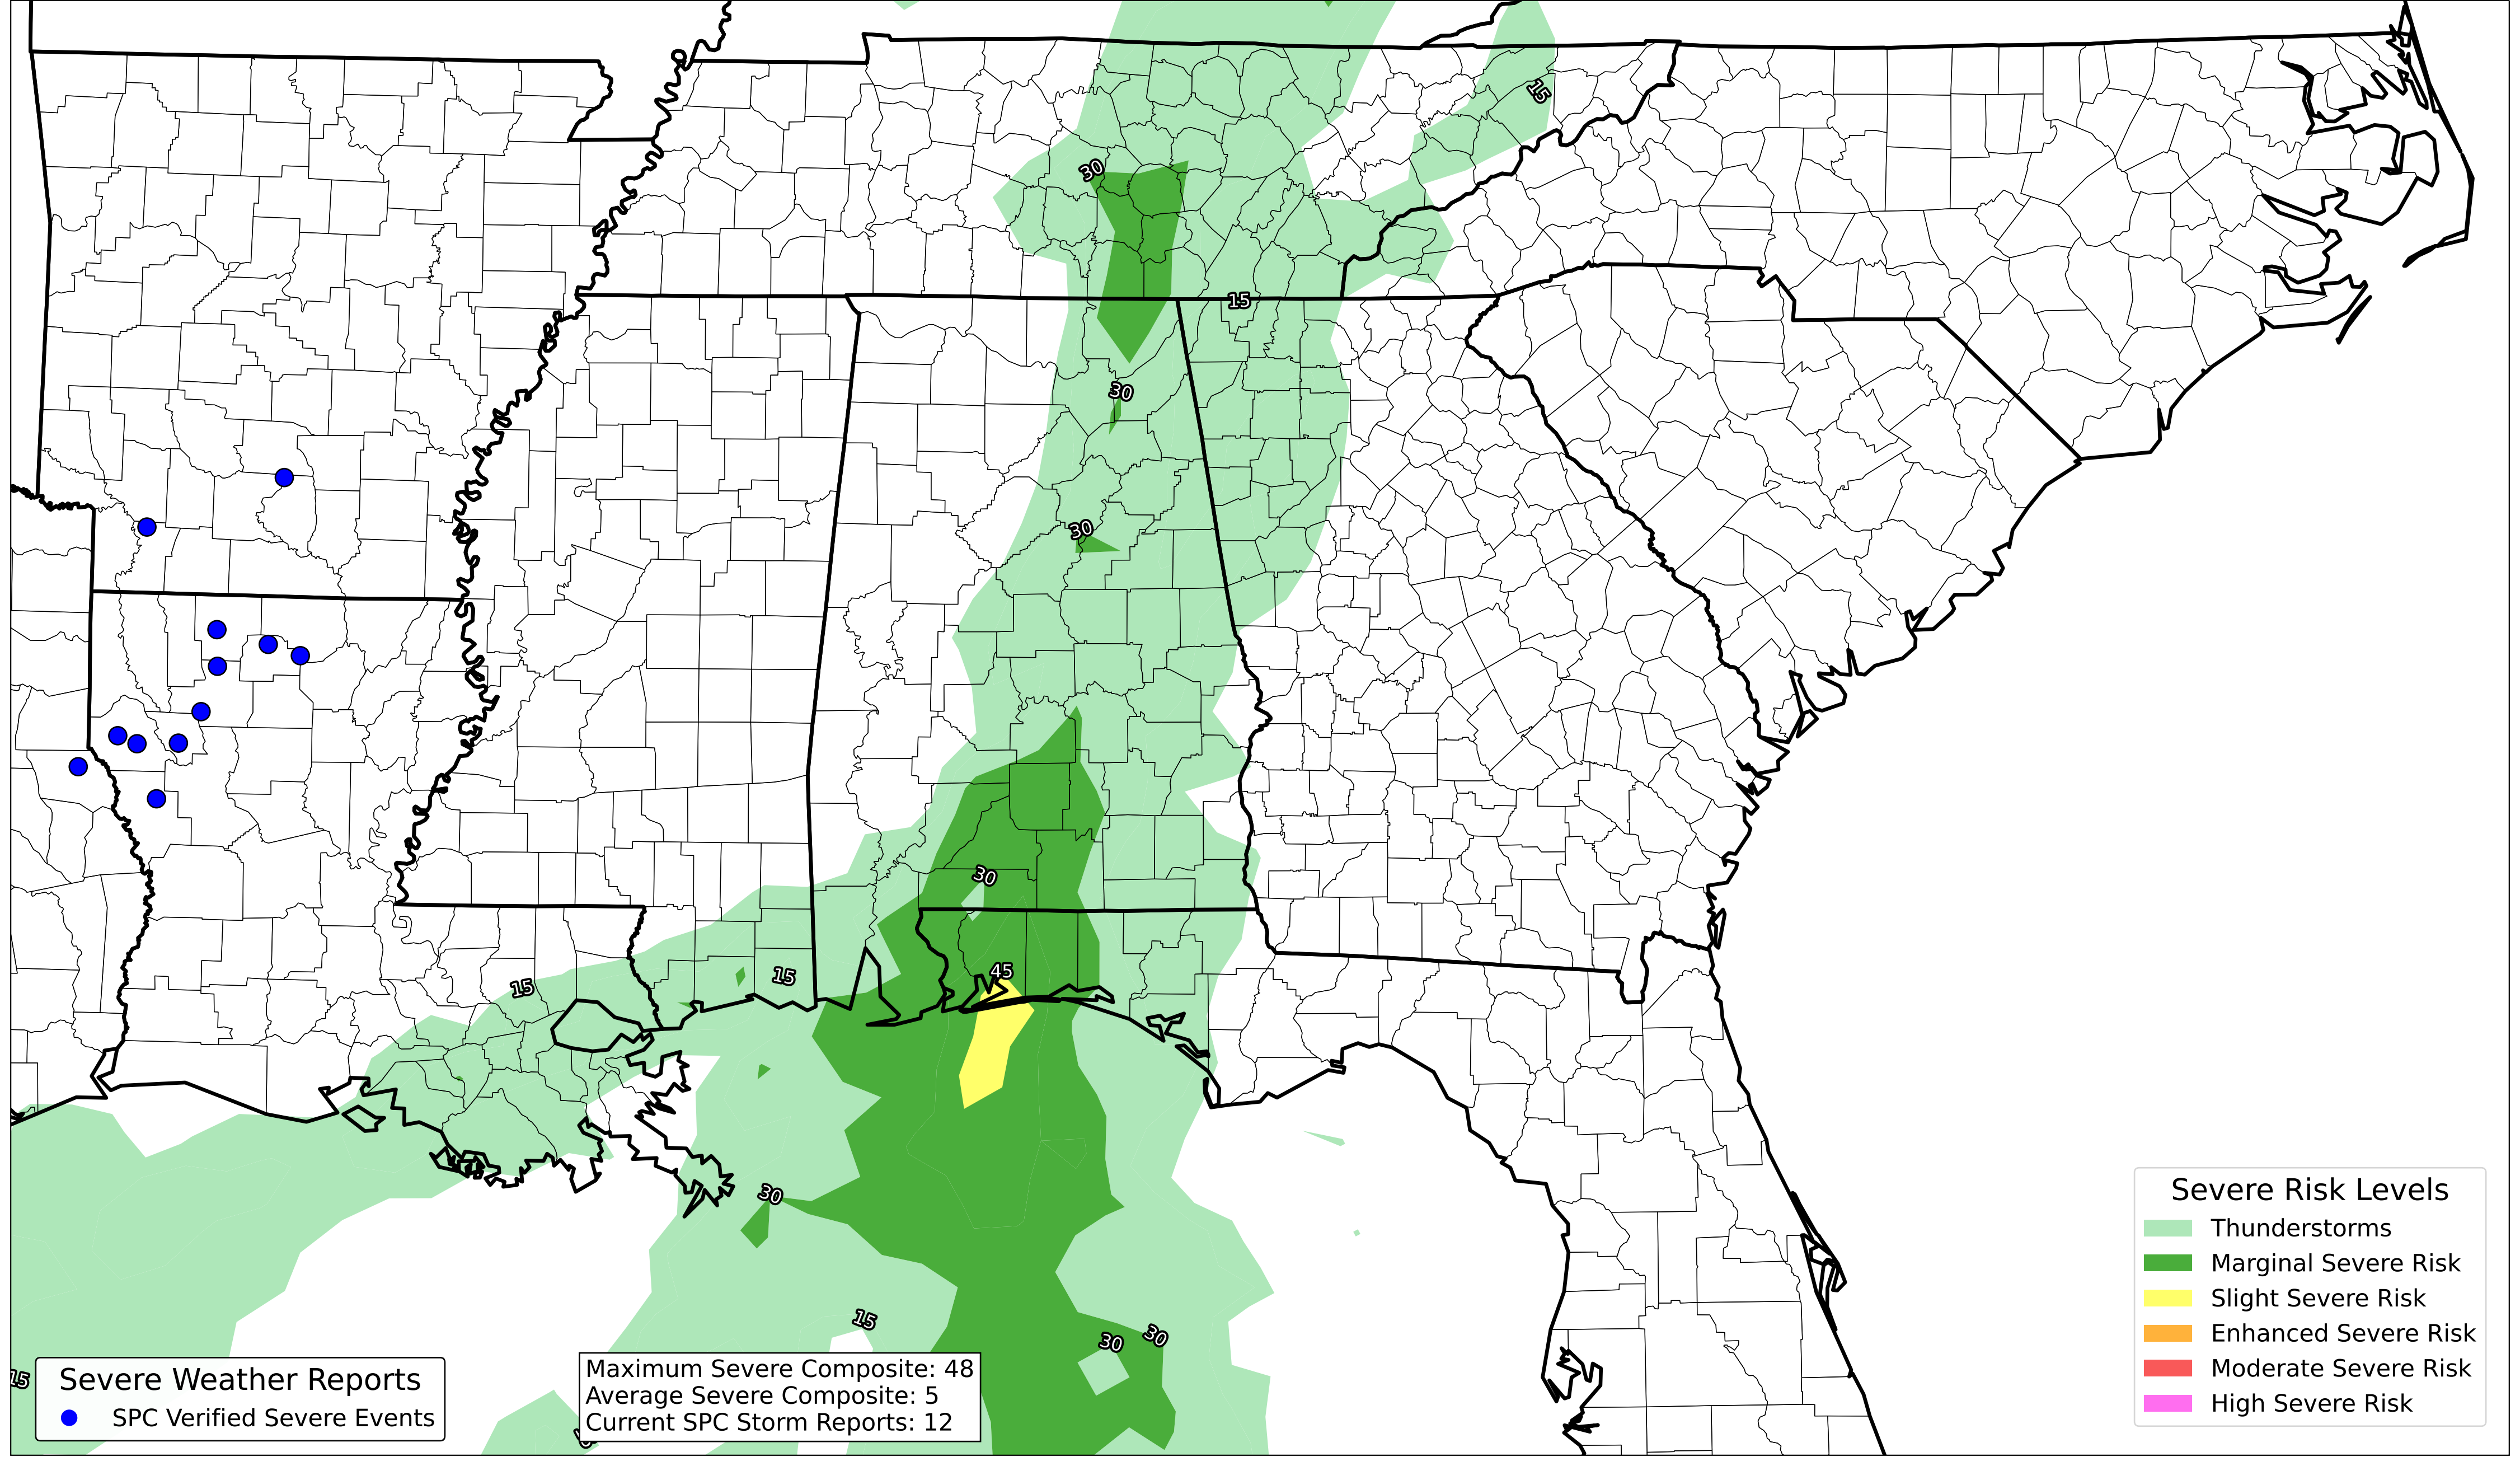 15
30
15
30
30
30
45
15
15
30
15
30
30
15
Maximum Severe Composite: 48
Average Severe Composite: 5
Current SPC Storm Reports: 12
Severe Weather Reports
SPC Verified Severe Events
Severe Risk Levels
Thunderstorms
Marginal Severe Risk
Slight Severe Risk
Enhanced Severe Risk
Moderate Severe Risk
High Severe Risk